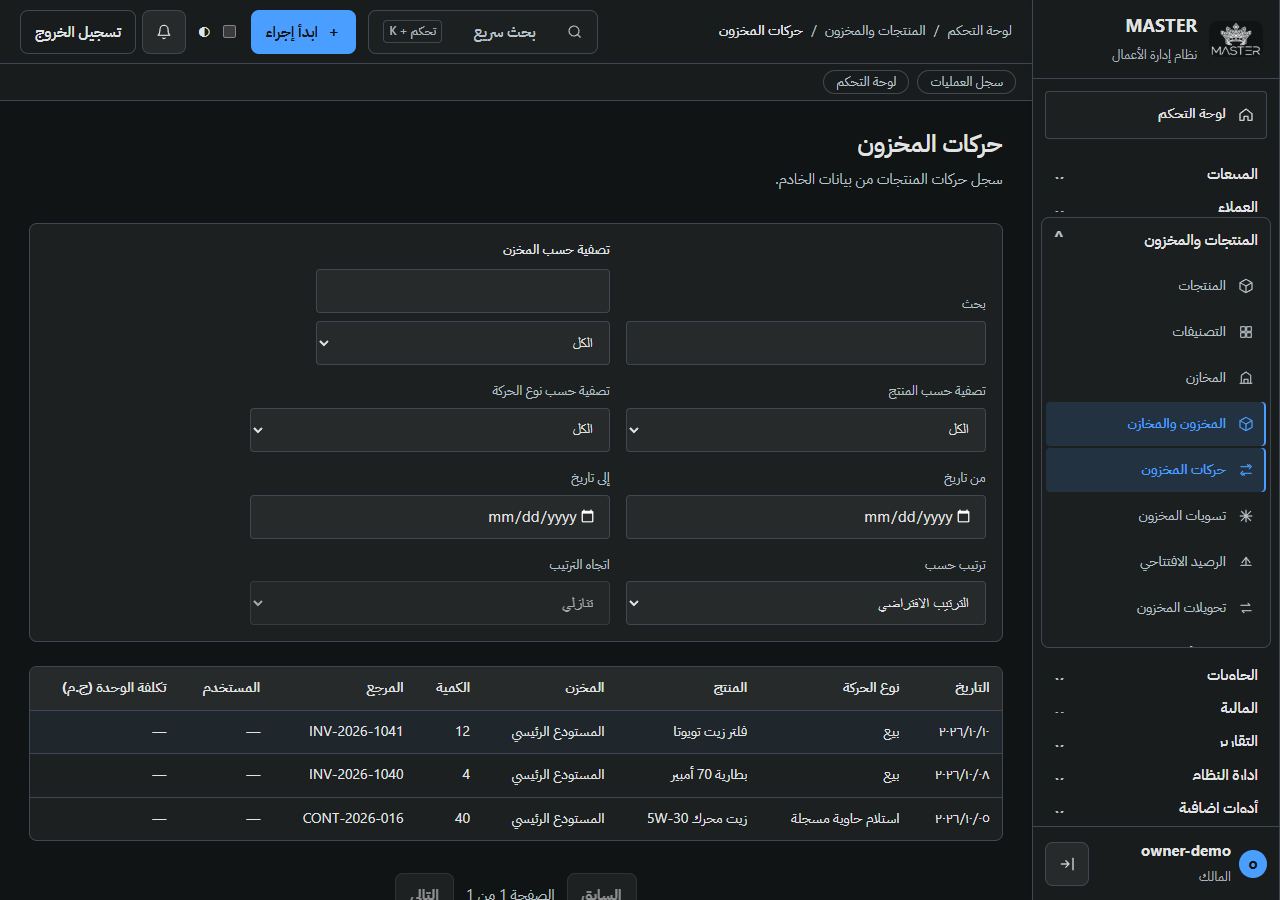 MASTER
نظام إدارة الأعمال
MASTER
لوحة التحكم / المنتجات والمخزون / حركات المخزون
بحث سريع
تحكم + K
+ ابدأ إجراء
تسجيل الخروج
سجل العمليات
لوحة التحكم
لوحة التحكم
المبيعات
العملاء
المنتجات والمخزون
المنتجات
التصنيفات
المخازن
المخزون والمخازن
حركات المخزون
تسويات المخزون
الرصيد الافتتاحي
تحويلات المخزون
الحاويات
المالية
التقارير
إدارة النظام
أدوات إضافية
owner-demo
المالك
o
حركات المخزون
سجل حركات المنتجات من بيانات الخادم.
بحث
تصفية حسب المخزن
الكل
تصفية حسب المنتج
الكل
تصفية حسب نوع الحركة
الكل
من تاريخ
mm/dd/yyyy
إلى تاريخ
mm/dd/yyyy
ترتيب حسب
الترتيب الافتراضي
اتجاه الترتيب
تنازلي
التاريخ نوع الحركة المنتج المخزن الكمية المرجع المستخدم تكلفة الوحدة (ج.م)
٢٠٢٦/١٠/١٠ بيع فلتر زيت تويوتا المستودع الرئيسي 12 INV-2026-1041 — —
٢٠٢٦/١٠/٠٨ بيع بطارية 70 أمبير المستودع الرئيسي 4 INV-2026-1040 — —
٢٠٢٦/١٠/٠٥ استلام حاوية مسجلة زيت محرك 5W-30 المستودع الرئيسي 40 CONT-2026-016 — —
السابق
الصفحة 1 من 1
التالي